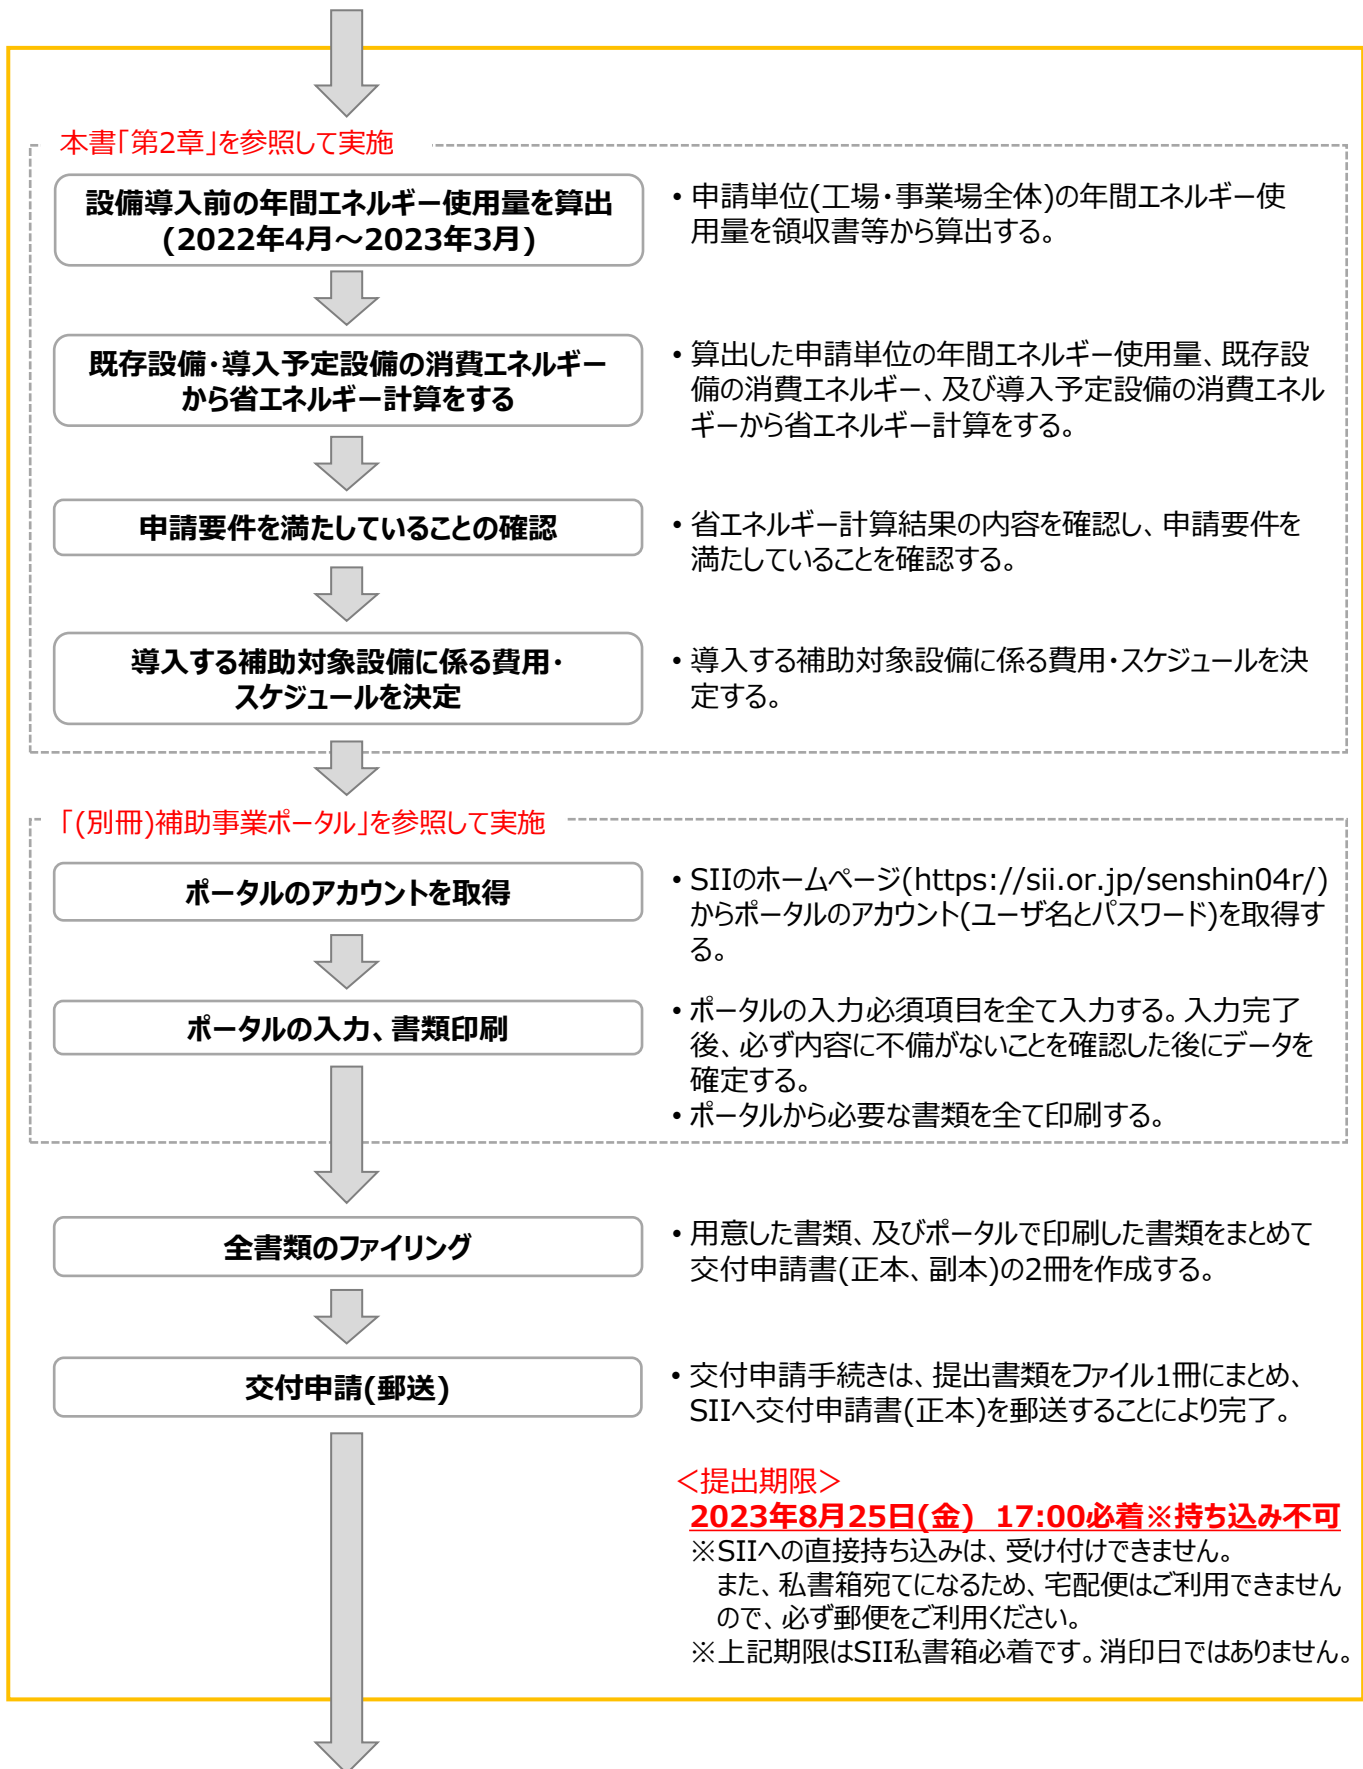 本書「第2章」を参照して実施
設備導入前の年間エネルギー使用量を算出
(2022年4月～2023年3月)
・申請単位(工場・事業場全体)の年間エネルギー使
用量を領収書等から算出する。
既存設備・導入予定設備の消費エネルギー
から省エネルギー計算をする
・算出した申請単位の年間エネルギー使用量、既存設
備の消費エネルギー、及び導入予定設備の消費エネル
ギーから省エネルギー計算をする。
申請要件を満たしていることの確認
・省エネルギー計算結果の内容を確認し、申請要件を
満たしていることを確認する。
導入する補助対象設備に係る費用・
スケジュールを決定
・導入する補助対象設備に係る費用・スケジュールを決
定する。
「(別冊)補助事業ポータル」を参照して実施
ポータルのアカウントを取得
・SIIのホームページ(https://sii.or.jp/senshin04r/)
からポータルのアカウント(ユーザ名とパスワード)を取得す
る。
ポータルの入力、書類印刷
・ポータルの入力必須項目を全て入力する。入力完了
後、必ず内容に不備がないことを確認した後にデータを
確定する。
・ポータルから必要な書類を全て印刷する。
全書類のファイリング
・用意した書類、及びポータルで印刷した書類をまとめて
交付申請書(正本、副本)の2冊を作成する。
交付申請(郵送)
・交付申請手続きは、提出書類をファイル1冊にまとめ、
SIIへ交付申請書(正本)を郵送することにより完了。
＜提出期限＞
2023年8月25日(金) 17:00必着※持ち込み不可
※SIIへの直接持ち込みは、受け付けできません。
また、私書箱宛てになるため、宅配便はご利用できません
ので、必ず郵便をご利用ください。
※上記期限はSII私書箱必着です。消印日ではありません。